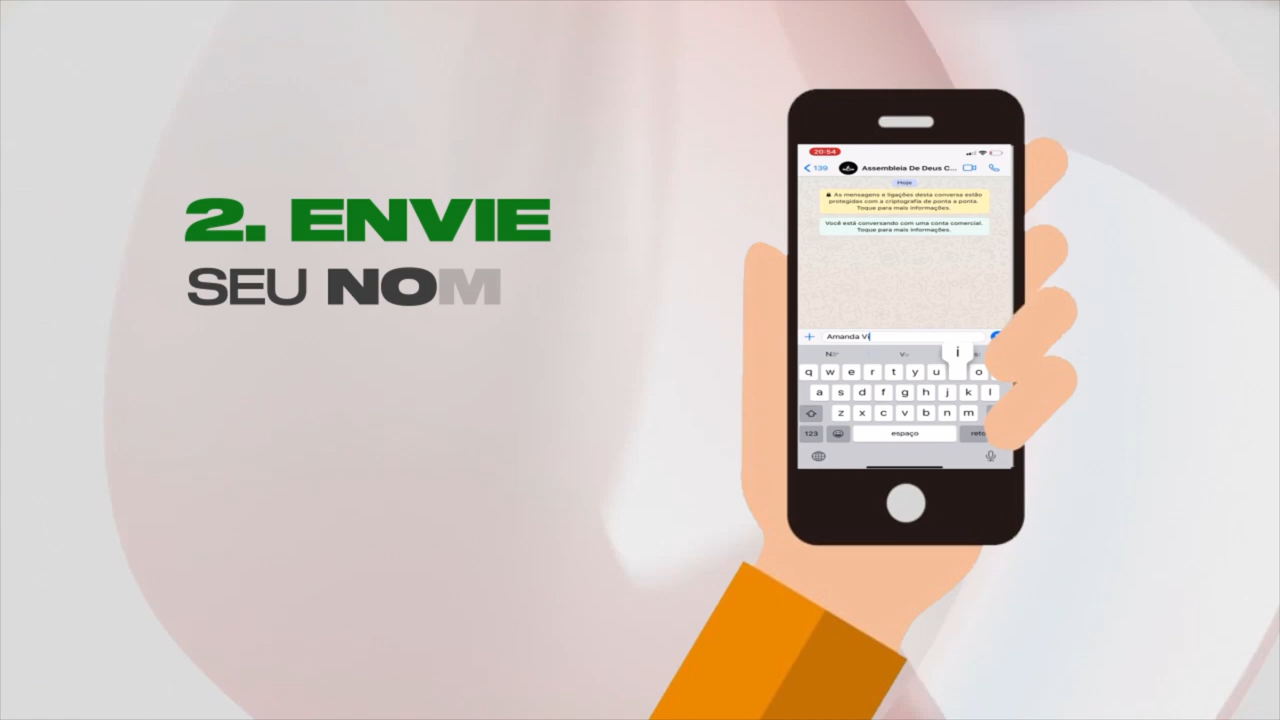 2. ENVIE
SEU NOM
20:54
139
Assembleia De Deus C...
Hoje
As mensagens e ligações desta conversa estão
protegidas com a criptografia de ponta a ponta.
Toque para mais informações.
Você está conversando com uma conta comercial.
Toque para mais informações.
Amanda Vi
i
q w e r t y u o
a s d f g h j k l
z x c v b n m
123 espaço reto